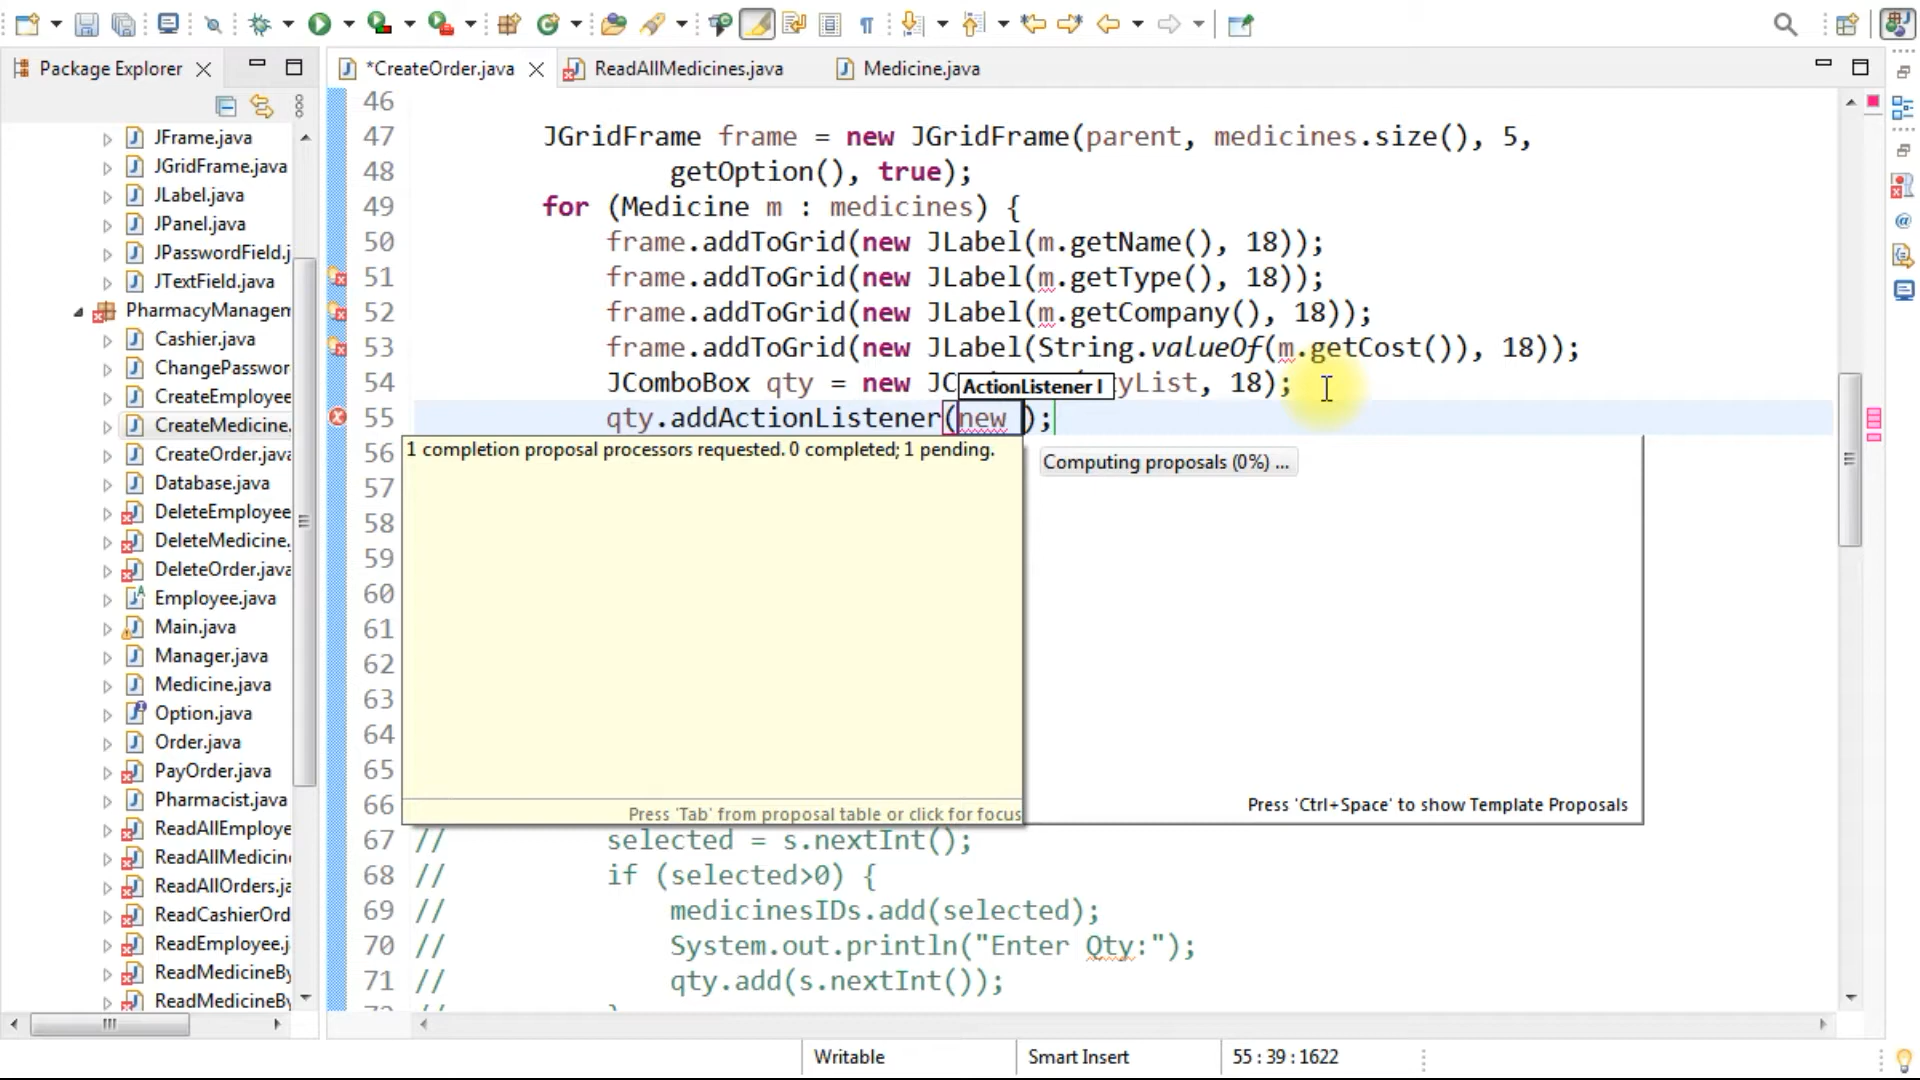 Package Explorer
*CreateOrder.java
ReadAllMedicines.java
Medicine.java
JFrame.java
JGridFrame.java
JLabel.java
JPanel.java
JPasswordField.j
JTextField.java
PharmacyManagem
Cashier.java
ChangePasswor
CreateEmployee
CreateMedicine.
CreateOrder.java
Database.java
DeleteEmployee
DeleteMedicine.
DeleteOrder.java
Employee.java
Main.java
Manager.java
Medicine.java
Option.java
Order.java
PayOrder.java
Pharmacist.java
ReadAllEmploye
ReadAllMedicine
ReadAllOrders.ja
ReadCashierOrd
ReadEmployee.j
ReadMedicineBy
ReadMedicineBy
46
47 JGridFrame frame = new JGridFrame(parent, medicines.size(), 5,
48 getOption(), true);
49 for (Medicine m : medicines) {
50 frame.addToGrid(new JLabel(m.getName(), 18));
51 frame.addToGrid(new JLabel(m.getType(), 18));
52 frame.addToGrid(new JLabel(m.getCompany(), 18));
53 frame.addToGrid(new JLabel(String.valueOf(m.getCost()), 18));
54 JComboBox qty = new JC ActionListener l tyList, 18);
55 qty.addActionListener(new );
56 1 completion proposal processors requested. 0 completed; 1 pending.
Computing proposals (0%) ...
57
58
59
60
61
62
63
64
65
66
Press 'Tab' from proposal table or click for focus
Press 'Ctrl+Space' to show Template Proposals
67 // selected = s.nextInt();
68 // if (selected>0) {
69 // medicinesIDs.add(selected);
70 // System.out.println("Enter Qty:");
71 // qty.add(s.nextInt());
Writable
Smart Insert
55 : 39 : 1622